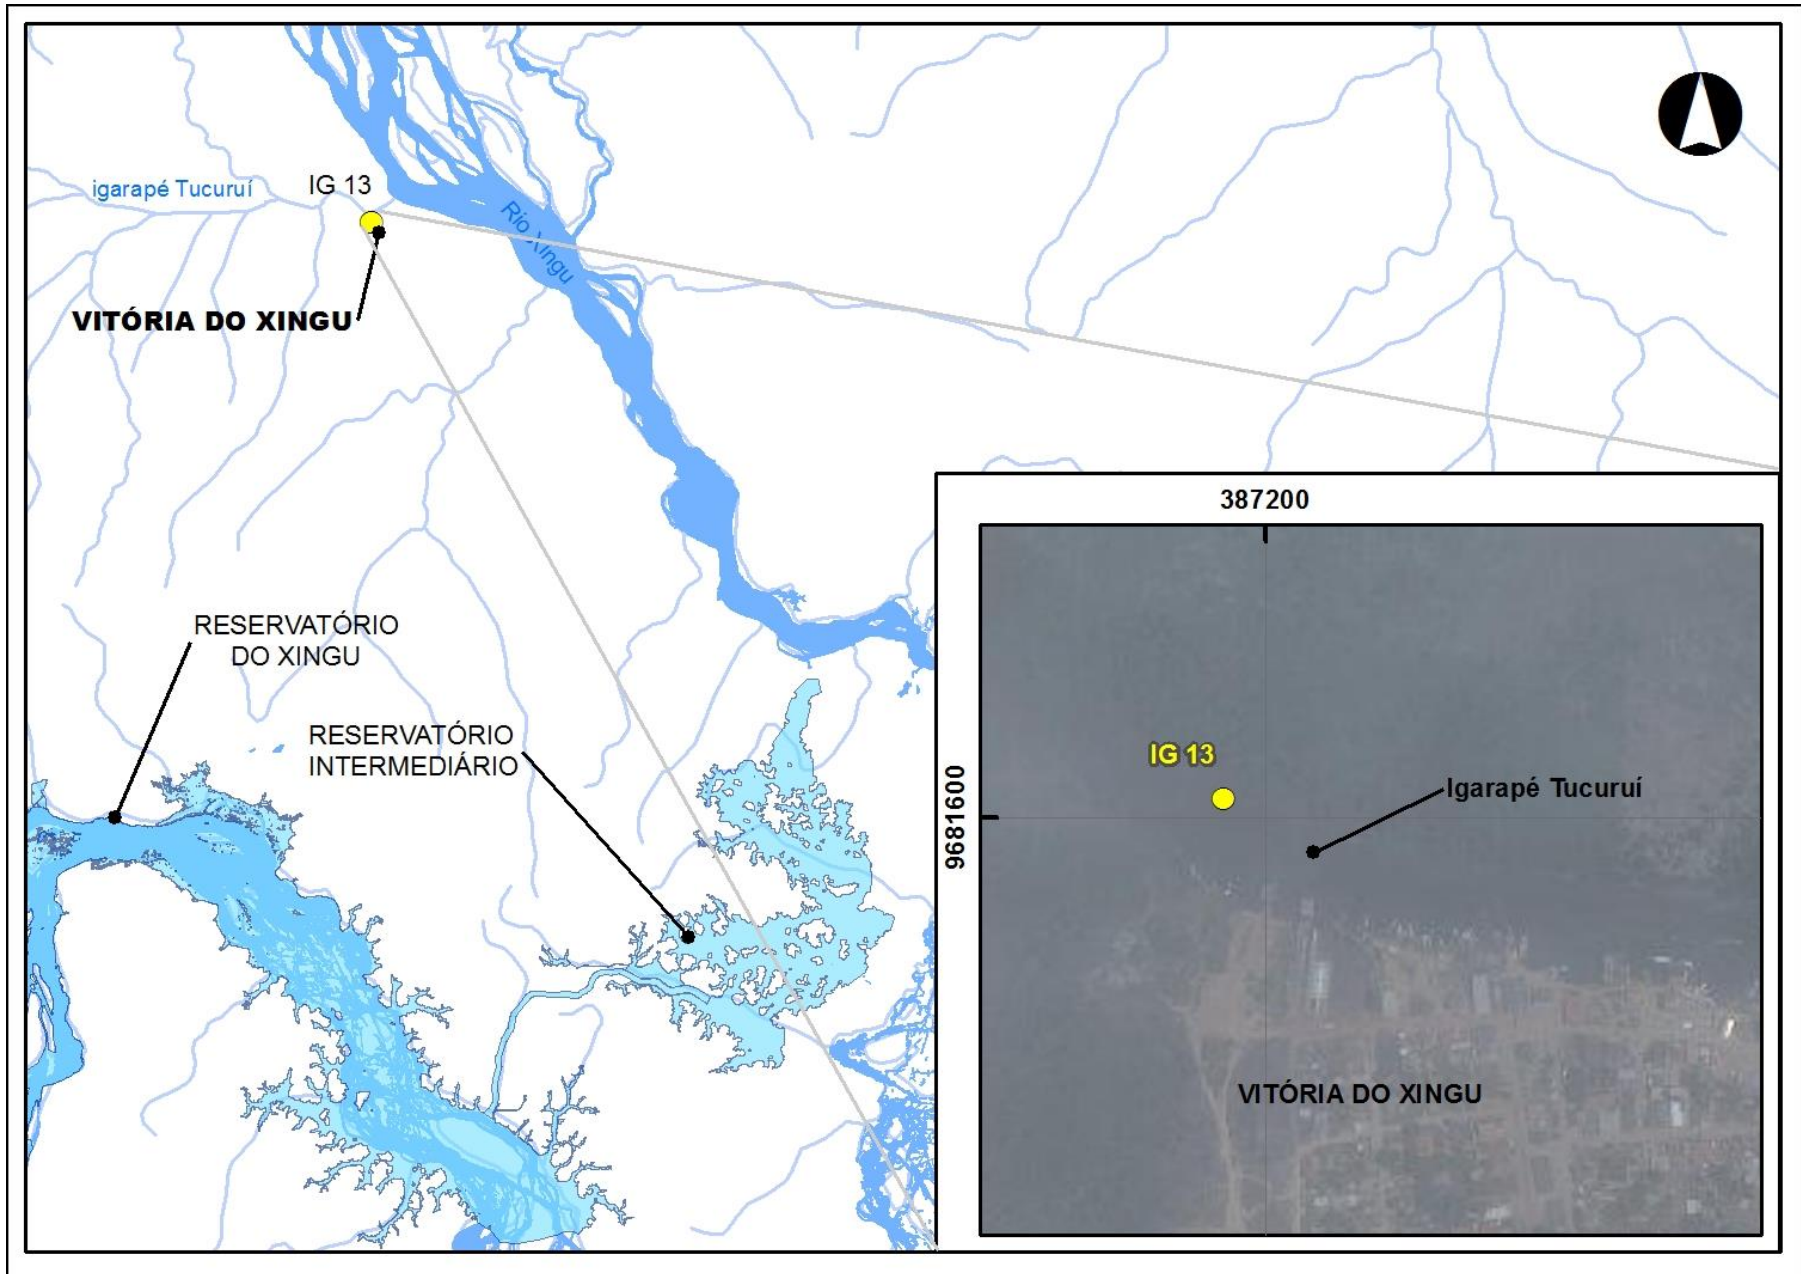 igarapé Tucuruí
IG 13
Rio Xingu
VITÓRIA DO XINGU
RESERVATÓRIO
DO XINGU
RESERVATÓRIO
INTERMEDIÁRIO
387200
9681600
IG 13
Igarapé Tucuruí
VITÓRIA DO XINGU